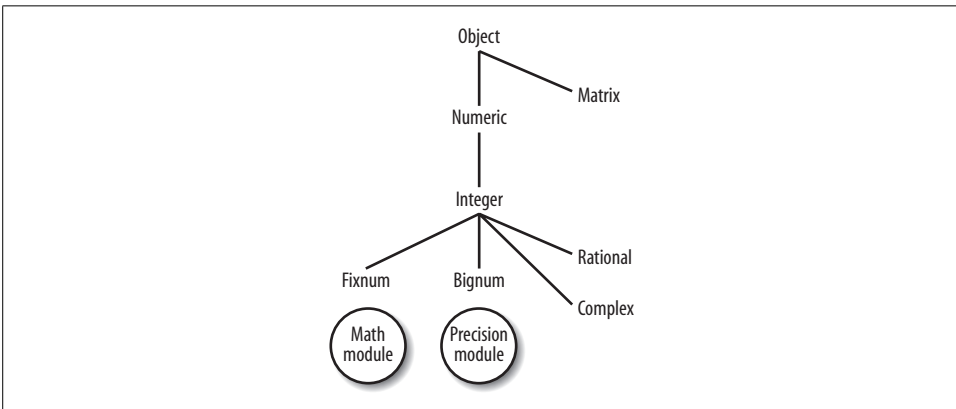 Object
Matrix
Numeric
Integer
Rational
Fixnum
Bignum
Complex
Math
module
Precision
module